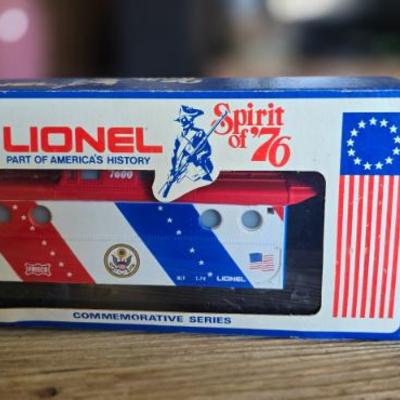 LIONEL
PART OF AMERICA'S HISTORY
Spirit
of '76
7600
FRISCO
LIONEL
COMMEMORATIVE SERIES